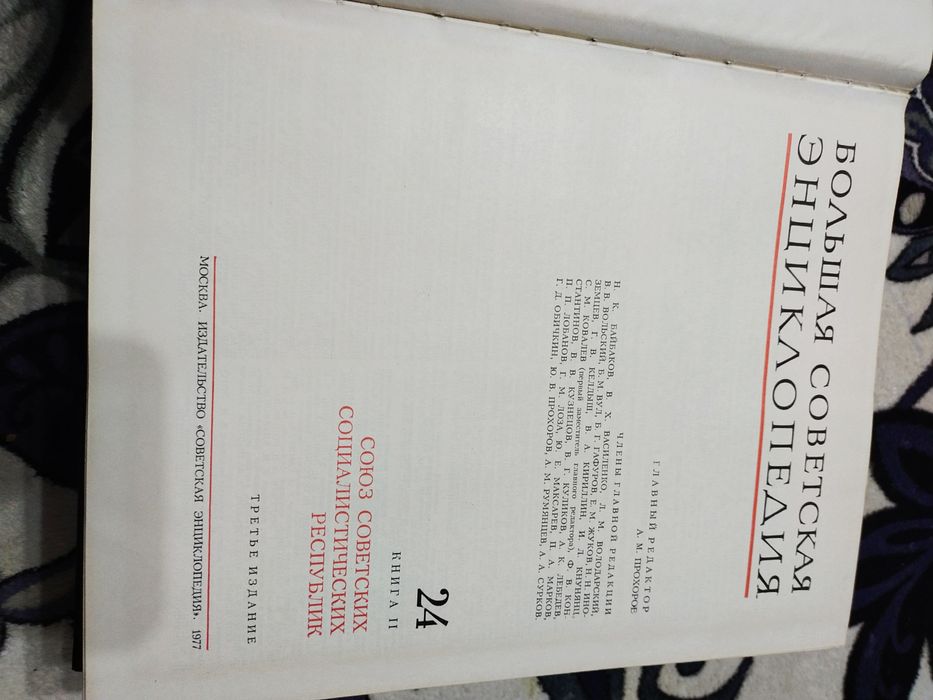 БОЛЬШАЯ СОВЕТСКАЯ
ЭНЦИКЛОПЕДИЯ
ГЛАВНЫЙ РЕДАКТОР
А. М. ПРОХОРОВ
ЧЛЕНЫ ГЛАВНОЙ РЕДАКЦИИ
Н. К. БАЙБАКОВ, В. Х. ВАСИЛЕНКО, Л. М. ВОЛОДАРСКИЙ,
В. В. ВОЛЬСКИЙ, Б. М. ВУЛ, Б. Г. ГАФУРОВ, Е. М. ЖУКОВ, Н. Н. ИНО-
ЗЕМЦЕВ, Г. В. КЕЛДЫШ, В. А. КИРИЛЛИН, И. Л. КНУНЯНЦ,
С. М. КОВАЛЕВ (первый заместитель главного редактора), Ф. В. КОН-
СТАНТИНОВ, В. В. КУЗНЕЦОВ, В. Г. КУЛИКОВ, А. К. ЛЕБЕДЕВ,
П. П. ЛОБАНОВ, Г. М. ЛОЗА, Ю. Е. МАКСАРЕВ, П. А. МАРКОВ,
Г. Д. ОБИЧКИН, Ю. В. ПРОХОРОВ, А. М. РУМЯНЦЕВ, А. А. СУРКОВ,
24
КНИГА II
СОЮЗ СОВЕТСКИХ
СОЦИАЛИСТИЧЕСКИХ
РЕСПУБЛИК
ТРЕТЬЕ ИЗДАНИЕ
МОСКВА. ИЗДАТЕЛЬСТВО «СОВЕТСКАЯ ЭНЦИКЛОПЕДИЯ». 1977